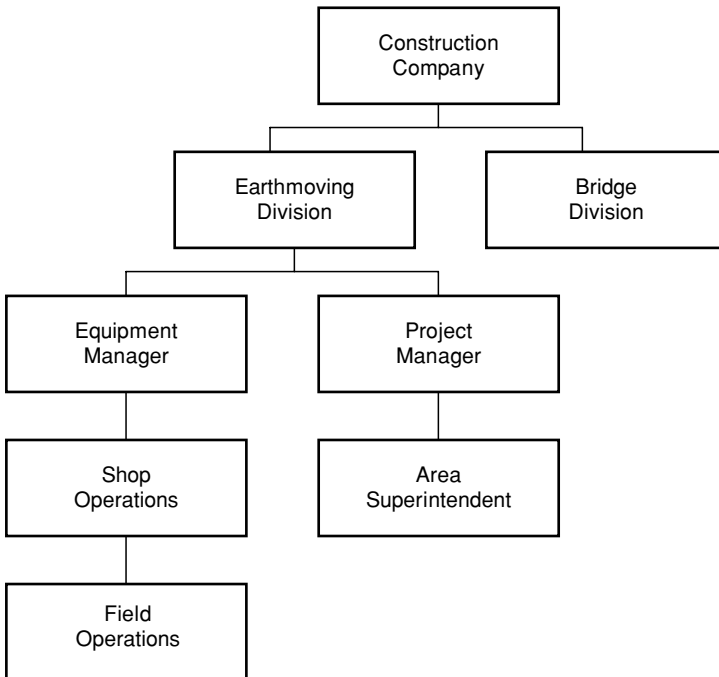 Construction
Company
Earthmoving
Division
Bridge
Division
Equipment
Manager
Project
Manager
Shop
Operations
Area
Superintendent
Field
Operations